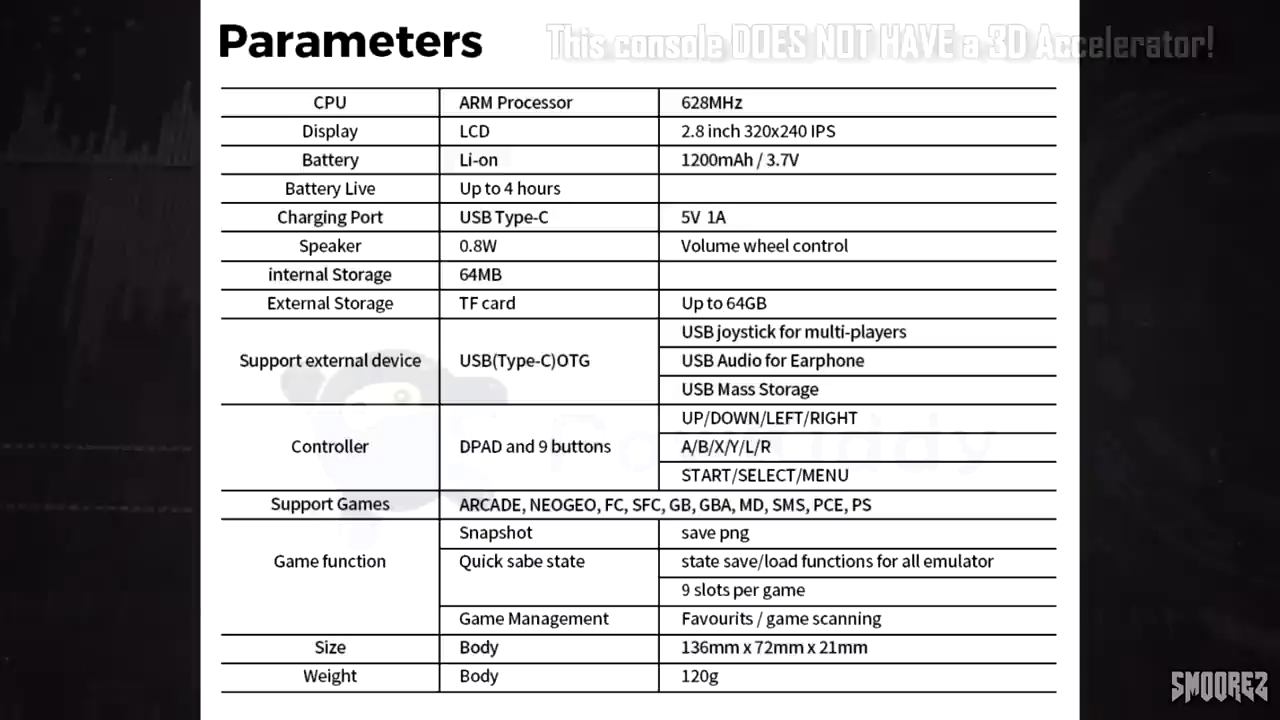 Parameters
This console DOES NOT HAVE a 3D Accelerator!
CPU ARM Processor 628MHz
Display LCD 2.8 inch 320x240 IPS
Battery Li-on 1200mAh / 3.7V
Battery Live Up to 4 hours
Charging Port USB Type-C 5V 1A
Speaker 0.8W Volume wheel control
internal Storage 64MB
External Storage TF card Up to 64GB
USB joystick for multi-players
Support external device USB(Type-C)OTG USB Audio for Earphone
USB Mass Storage
UP/DOWN/LEFT/RIGHT
Controller DPAD and 9 buttons A/B/X/Y/L/R
START/SELECT/MENU
Support Games ARCADE, NEOGEO, FC, SFC, GB, GBA, MD, SMS, PCE, PS
Snapshot save png
Game function Quick sabe state state save/load functions for all emulator
9 slots per game
Game Management Favourits / game scanning
Size Body 136mm x 72mm x 21mm
Weight Body 120g
SMOOREZ